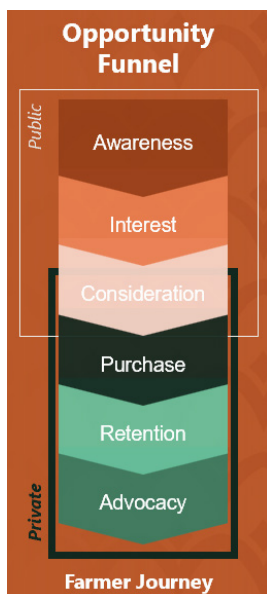 Opportunity
Funnel
Public
Awareness
Interest
Consideration
Purchase
Retention
Advocacy
Private
Farmer Journey